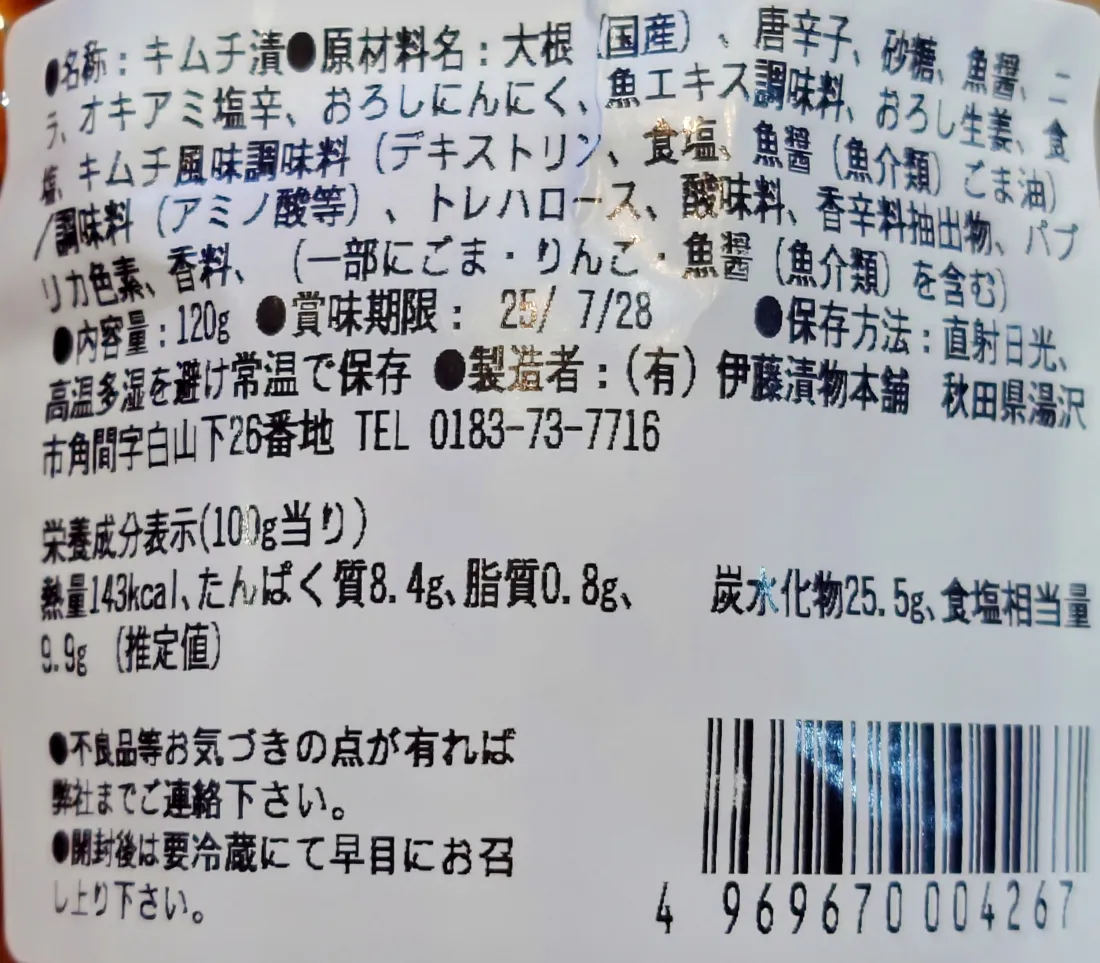 ●名称：キムチ漬●原材料名：大根（国産）、唐辛子、砂糖、魚醤、ニ
ラ、オキアミ塩辛、おろしにんにく、魚エキス調味料、おろし生姜、食
塩、キムチ風味調味料（デキストリン、食塩、魚醤（魚介類）ごま油）
/調味料（アミノ酸等）、トレハロース、酸味料、香辛料抽出物、パプ
リカ色素、香料、（一部にごま・りんご・魚醤（魚介類）を含む）
●内容量：120g ●賞味期限： 25/ 7/28 ●保存方法：直射日光、
高温多湿を避け常温で保存 ●製造者：（有）伊藤漬物本舗 秋田県湯沢
市角間字白山下26番地 TEL 0183-73-7716
栄養成分表示(100g当り)
熱量143kcal、たんぱく質8.4g、脂質0.8g、 炭水化物25.5g、食塩相当量
9.9g （推定値）
●不良品等お気づきの点が有れば
弊社までご連絡下さい。
●開封後は要冷蔵にて早目にお召
し上り下さい。
4 969670 004267